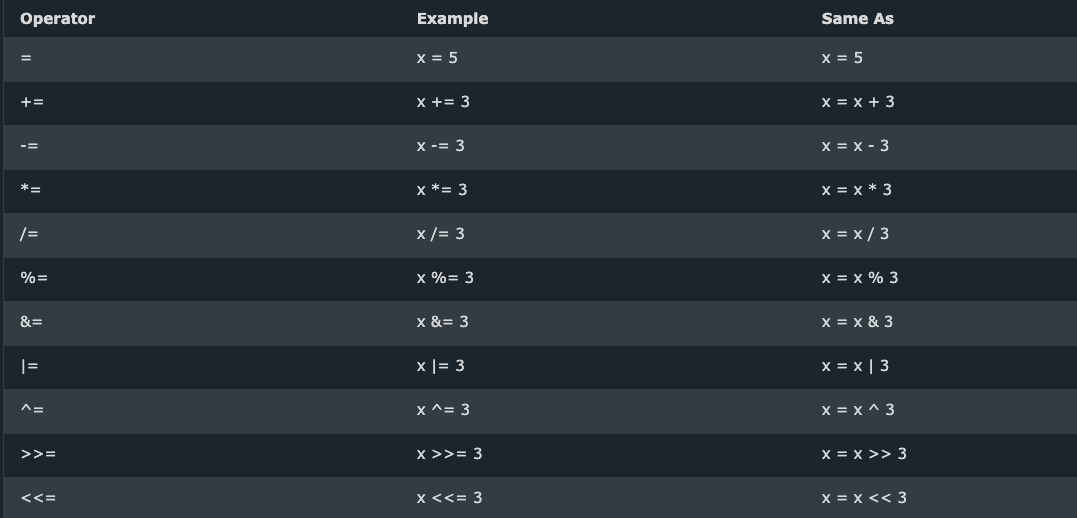 Operator Example Same As
= x = 5 x = 5
+= x += 3 x = x + 3
-= x -= 3 x = x - 3
*= x *= 3 x = x * 3
/= x /= 3 x = x / 3
%= x %= 3 x = x % 3
&= x &= 3 x = x & 3
|= x |= 3 x = x | 3
^= x ^= 3 x = x ^ 3
>>= x >>= 3 x = x >> 3
<<= x <<= 3 x = x << 3